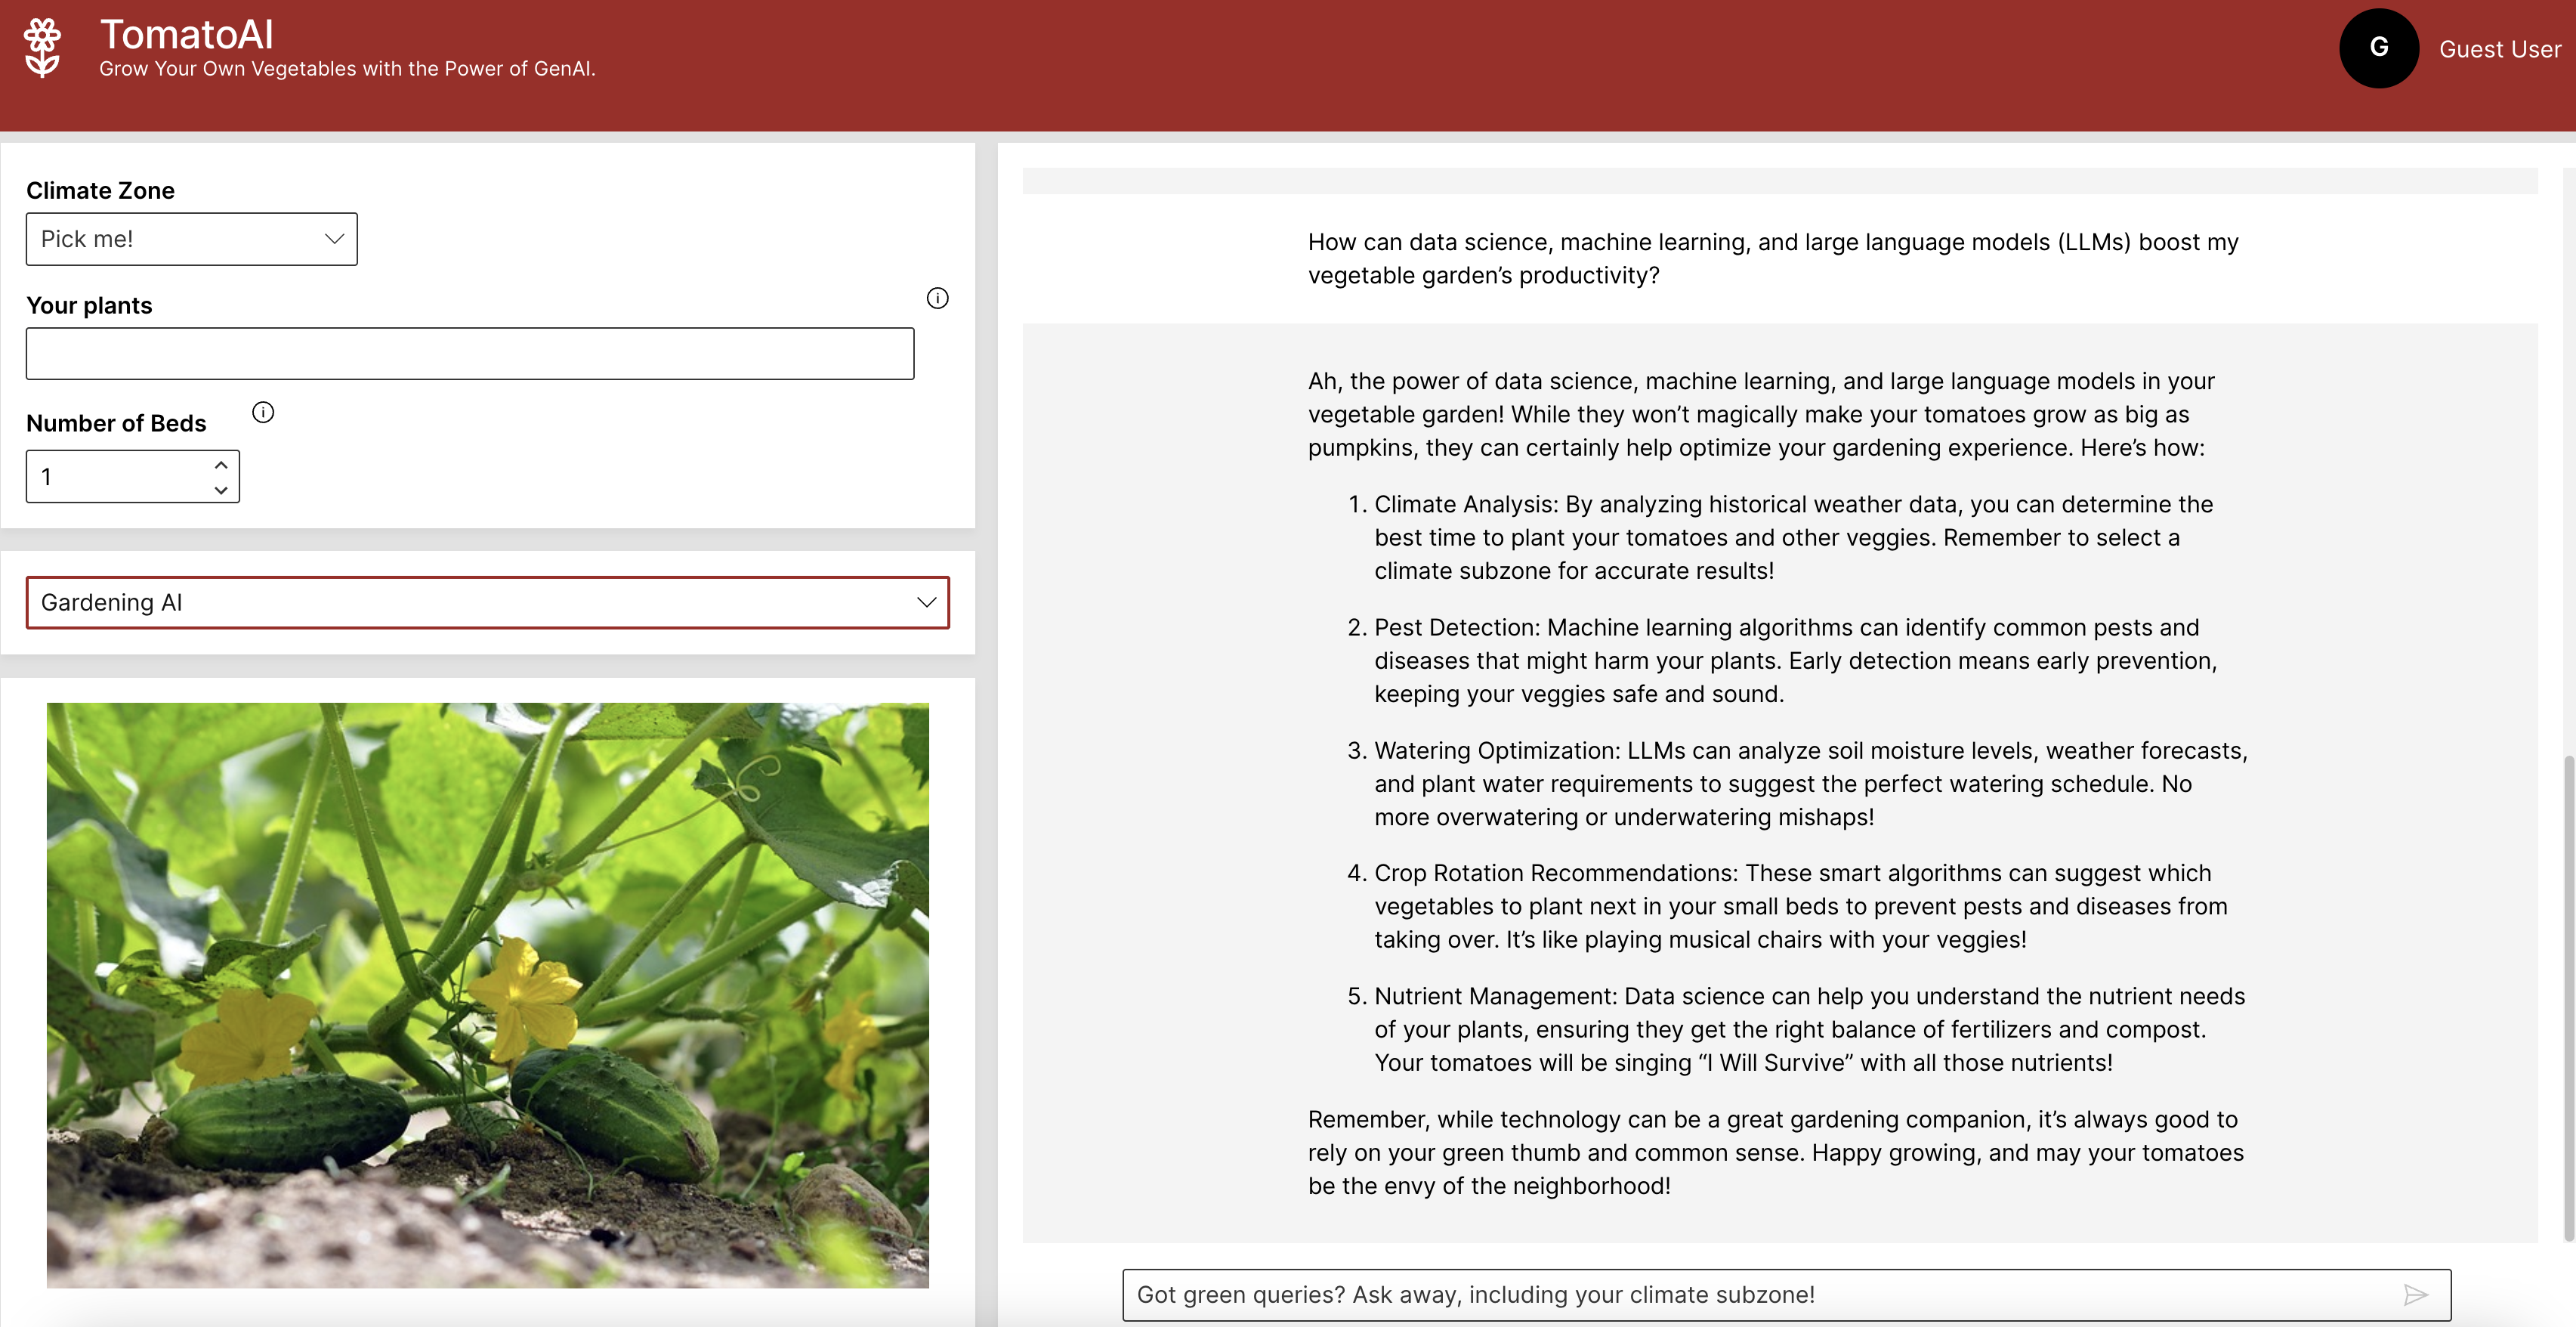 TomatoAI
Grow Your Own Vegetables with the Power of GenAI.
G
Guest User
Climate Zone
Pick me!
Your plants
Number of Beds
1
Gardening AI
How can data science, machine learning, and large language models (LLMs) boost my
vegetable garden’s productivity?
Ah, the power of data science, machine learning, and large language models in your
vegetable garden! While they won’t magically make your tomatoes grow as big as
pumpkins, they can certainly help optimize your gardening experience. Here’s how:
1. Climate Analysis: By analyzing historical weather data, you can determine the
best time to plant your tomatoes and other veggies. Remember to select a
climate subzone for accurate results!
2. Pest Detection: Machine learning algorithms can identify common pests and
diseases that might harm your plants. Early detection means early prevention,
keeping your veggies safe and sound.
3. Watering Optimization: LLMs can analyze soil moisture levels, weather forecasts,
and plant water requirements to suggest the perfect watering schedule. No
more overwatering or underwatering mishaps!
4. Crop Rotation Recommendations: These smart algorithms can suggest which
vegetables to plant next in your small beds to prevent pests and diseases from
taking over. It’s like playing musical chairs with your veggies!
5. Nutrient Management: Data science can help you understand the nutrient needs
of your plants, ensuring they get the right balance of fertilizers and compost.
Your tomatoes will be singing “I Will Survive” with all those nutrients!
Remember, while technology can be a great gardening companion, it’s always good to
rely on your green thumb and common sense. Happy growing, and may your tomatoes
be the envy of the neighborhood!
Got green queries? Ask away, including your climate subzone!